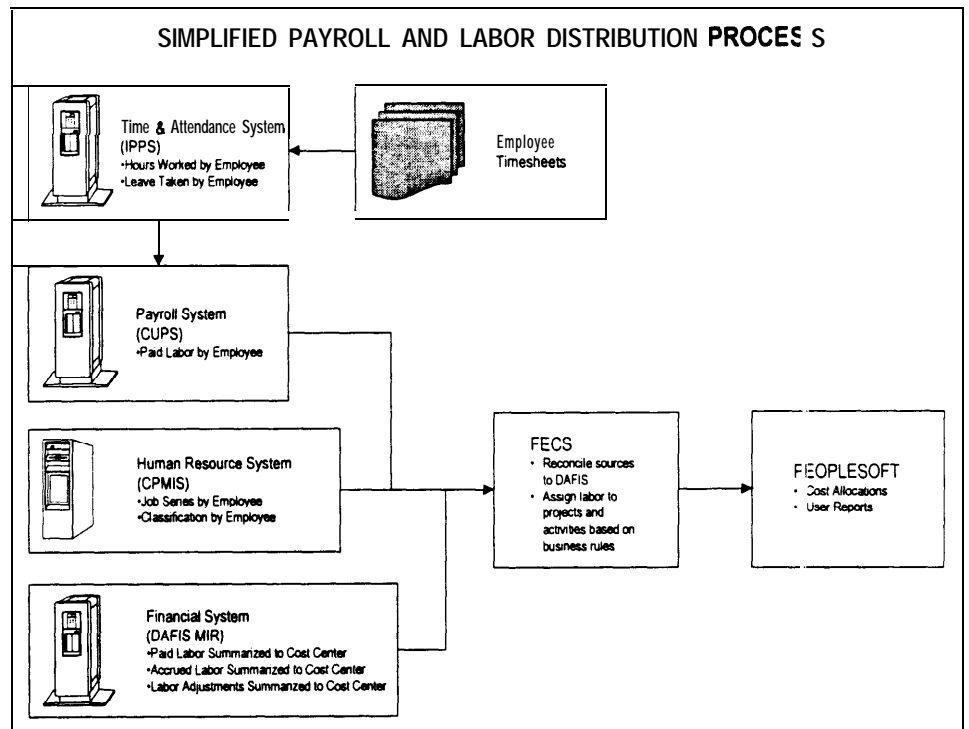 SIMPLIFIED PAYROLL AND LABOR DISTRIBUTION PROCES S
Time & Attendance System
(IPPS)
•Hours Worked by Employee
•Leave Taken by Employee
Employee
Timesheets
Payroll System
(CUPS)
•Paid Labor by Employee
Human Resource System
(CPMIS)
•Job Series by Employee
•Classification by Employee
Financial System
(DAFIS MIR)
•Paid Labor Summarized to Cost Center
•Accrued Labor Summarized to Cost Center
•Labor Adjustments Summarized to Cost Center
FECS
• Reconcile sources
to DAFIS
• Assign labor to
projects and
activities based on
business rules
PEOPLESOFT
• Cost Allocations
• User Reports